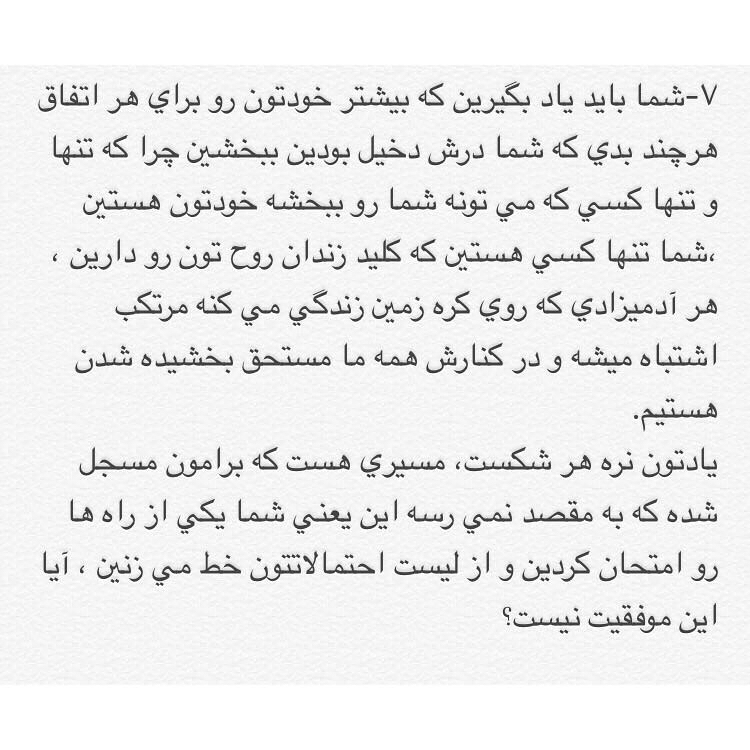 ۷-شما باید یاد بگیرین که بیشتر خودتون رو براي هر اتفاق
هرچند بدي که شما درش دخیل بودین ببخشین چرا که تنها
و تنها کسي که مي تونه شما رو ببخشه خودتون هستین
،شما تنها کسي هستین که کلید زندان روح تون رو دارین ،
هر آدمیزادي که روي کره زمین زندگي مي کنه مرتکب
اشتباه میشه و در کنارش همه ما مستحق بخشیده شدن
هستیم.
یادتون نره هر شکست، مسیري هست که برامون مسجل
شده که به مقصد نمي رسه این یعني شما یکي از راه ها
رو امتحان کردین و از لیست احتمالاتتون خط مي زنین ، آیا
این موفقیت نیست؟